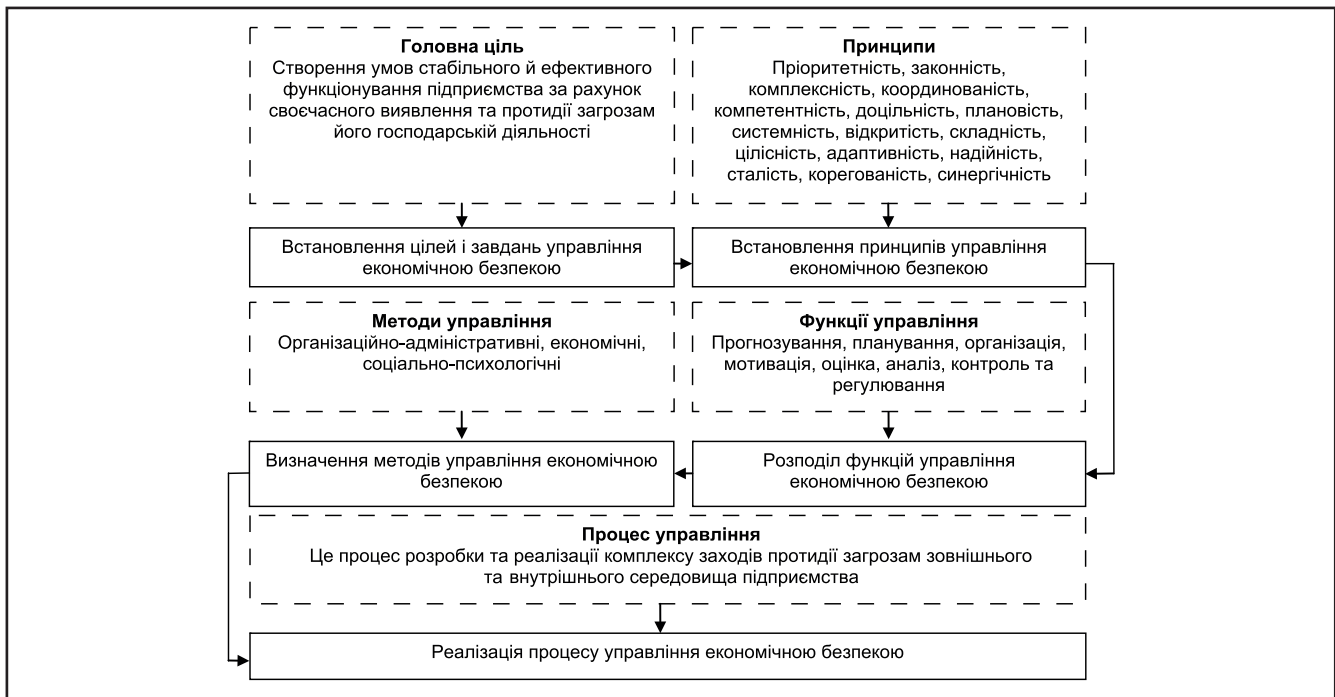 Головна ціль
Створення умов стабільного й ефективного
функціонування підприємства за рахунок
своєчасного виявлення та протидії загрозам
його господарській діяльності
Принципи
Пріоритетність, законність,
комплексність, координованість,
компетентність, доцільність, плановість,
системність, відкритість, складність,
цілісність, адаптивність, надійність,
сталість, корегованість, синергічність
Встановлення цілей і завдань управління
економічною безпекою
Встановлення принципів управління
економічною безпекою
Методи управління
Організаційно-адміністративні, економічні,
соціально-психологічні
Функції управління
Прогнозування, планування, організація,
мотивація, оцінка, аналіз, контроль та
регулювання
Визначення методів управління економічною
безпекою
Розподіл функцій управління
економічною безпекою
Процес управління
Це процес розробки та реалізації комплексу заходів протидії загрозам зовнішнього
та внутрішнього середовища підприємства
Реалізація процесу управління економічною безпекою